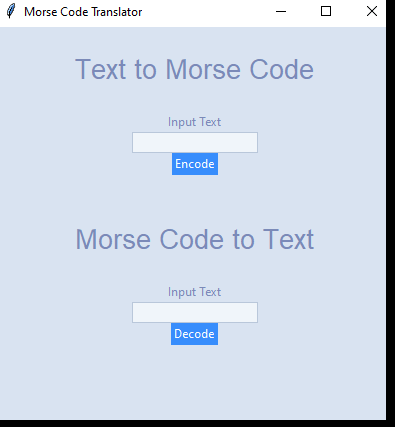 Morse Code Translator
Text to Morse Code
Input Text
Encode
Morse Code to Text
Input Text
Decode